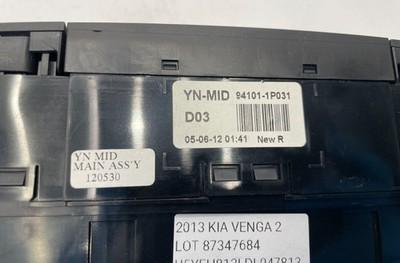 YN-MID 94101-1P031
D03
05-06-12 01:41 New R
YN MID
MAIN ASS'Y
120530
2013 KIA VENGA 2
LOT 87347684